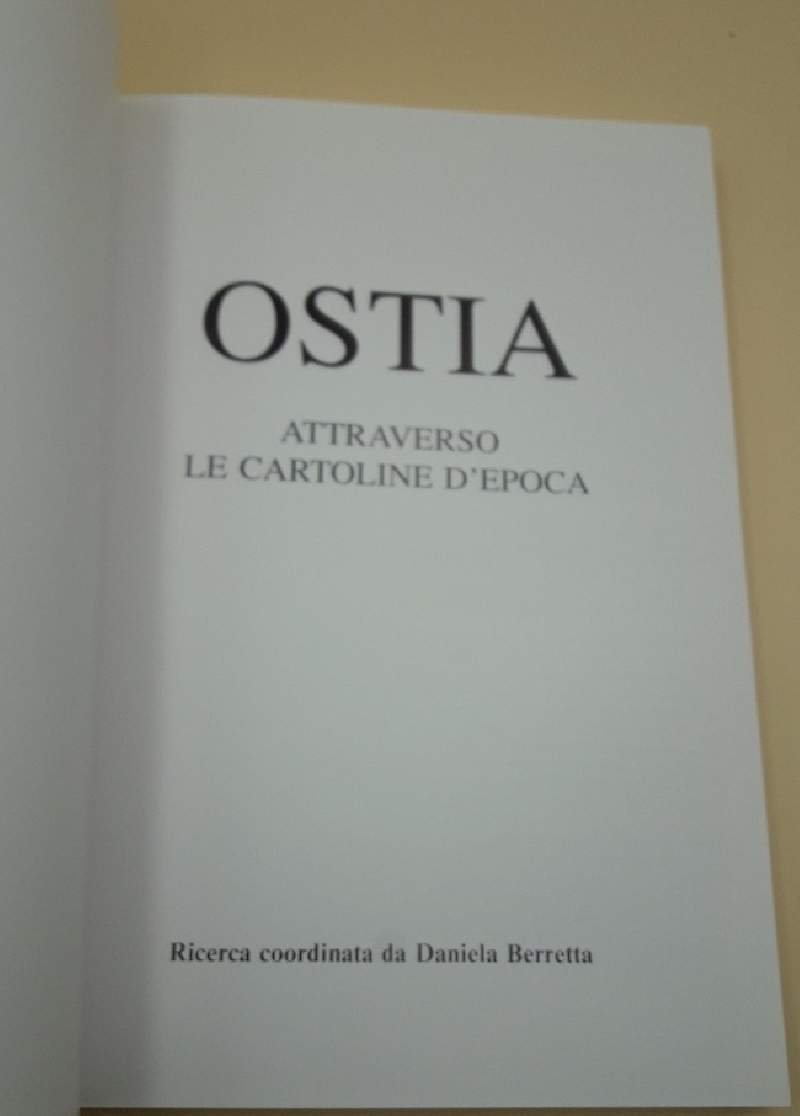 OSTIA
ATTRAVERSO
LE CARTOLINE D'EPOCA
Ricerca coordinata da Daniela Berretta